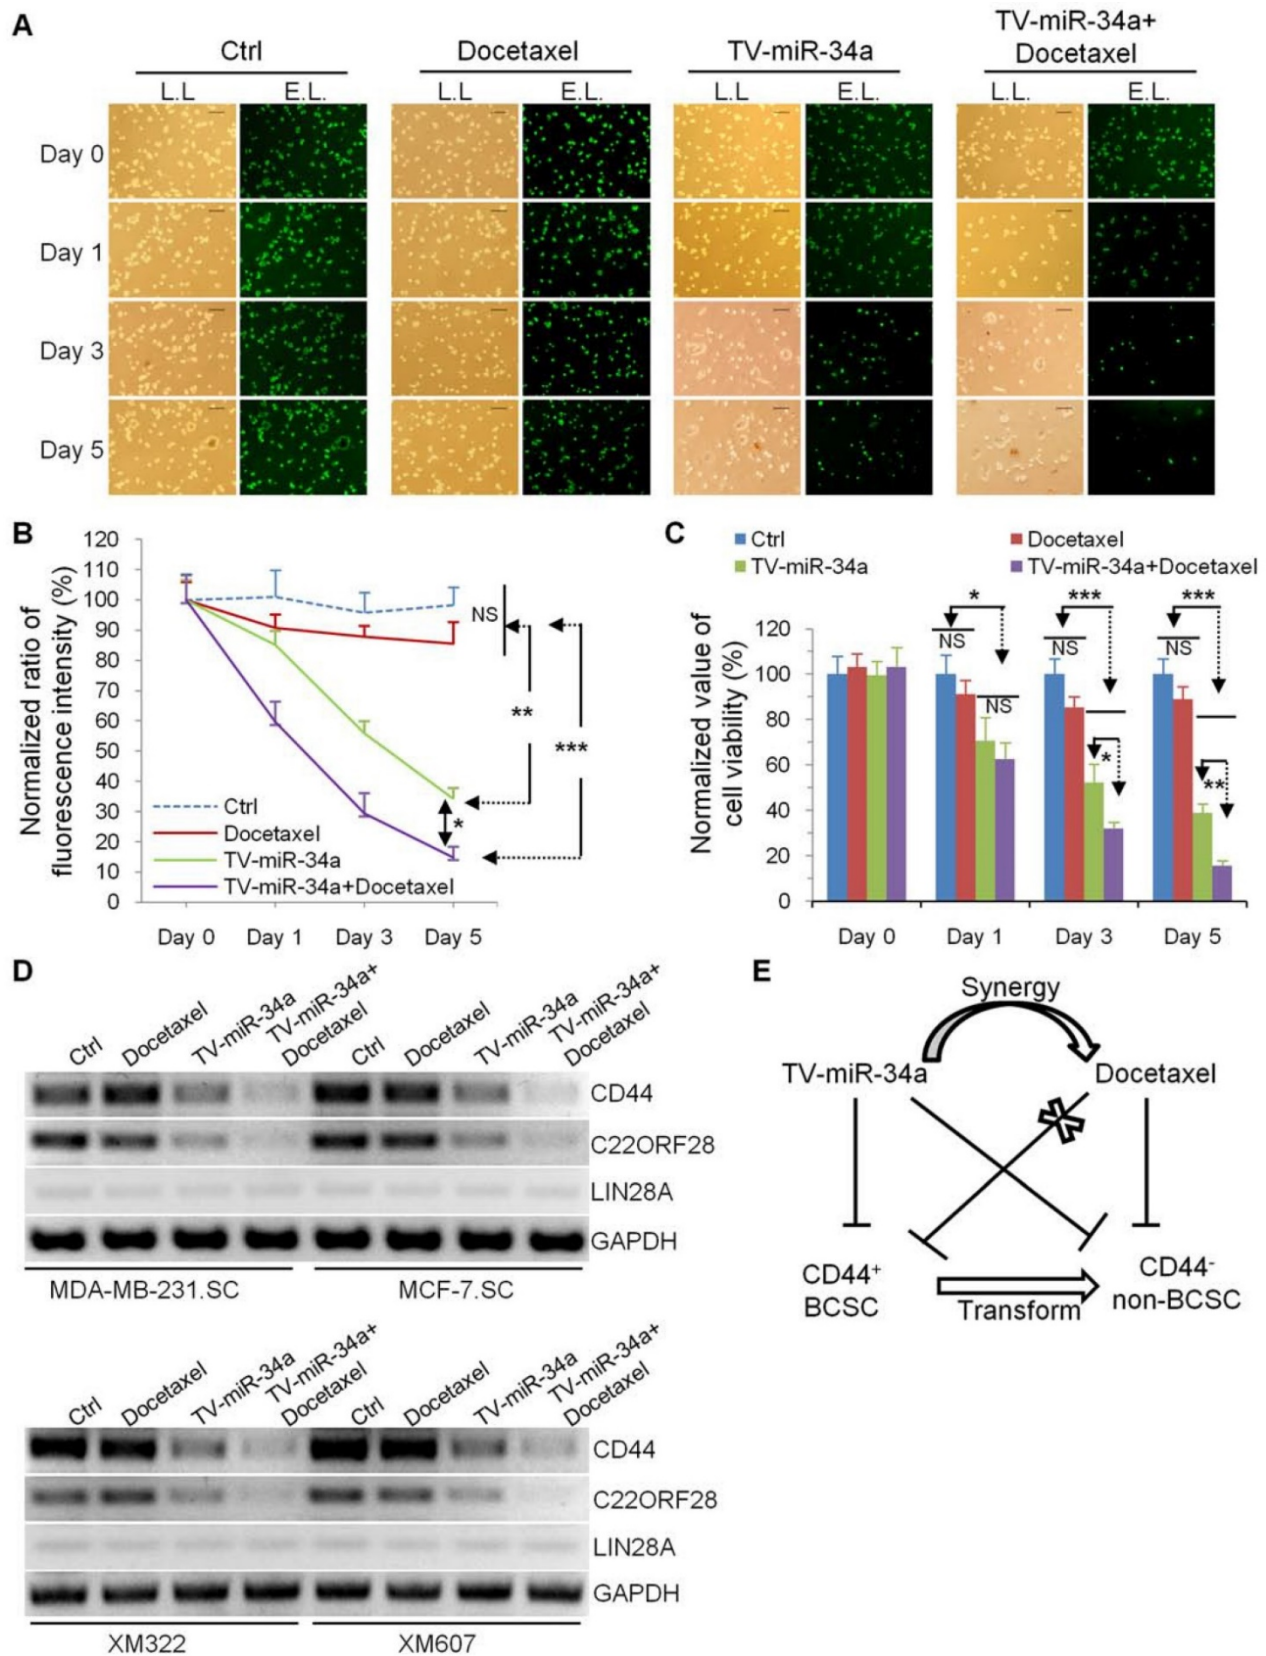 A
Ctrl
Docetaxel
TV-miR-34a
TV-miR-34a+
Docetaxel
L.L E.L. L.L E.L. L.L E.L. L.L. E.L.
Day 0
Day 1
Day 3
Day 5
B
Normalized ratio of
fluorescence intensity (%)
120
110
100
90
80
70
60
50
40
30
20
10
0
NS
**
***
*
Ctrl
Docetaxel
TV-miR-34a
TV-miR-34a+Docetaxel
Day 0 Day 1 Day 3 Day 5
C
Ctrl
Docetaxel
TV-miR-34a
TV-miR-34a+Docetaxel
Normalized value of
cell viability (%)
120
100
80
60
40
20
0
* *** ***
NS NS NS
NS
* **
Day 0 Day 1 Day 3 Day 5
D
Ctrl Docetaxel TV-miR-34a TV-miR-34a+
Docetaxel Ctrl Docetaxel TV-miR-34a TV-miR-34a+
Docetaxel
CD44
C22ORF28
LIN28A
GAPDH
MDA-MB-231.SC MCF-7.SC
Ctrl Docetaxel TV-miR-34a TV-miR-34a+
Docetaxel Ctrl Docetaxel TV-miR-34a TV-miR-34a+
Docetaxel
CD44
C22ORF28
LIN28A
GAPDH
XM322 XM607
E
Synergy
TV-miR-34a Docetaxel
CD44+
BCSC
Transform
CD44-
non-BCSC